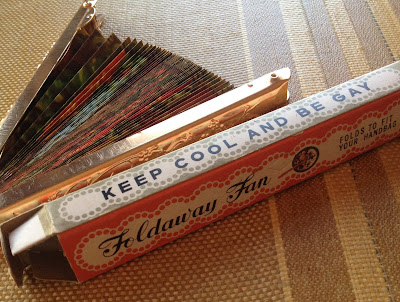 KEEP COOL AND BE GAY
Foldaway Fan
FOLDS TO FIT
YOUR HANDBAG